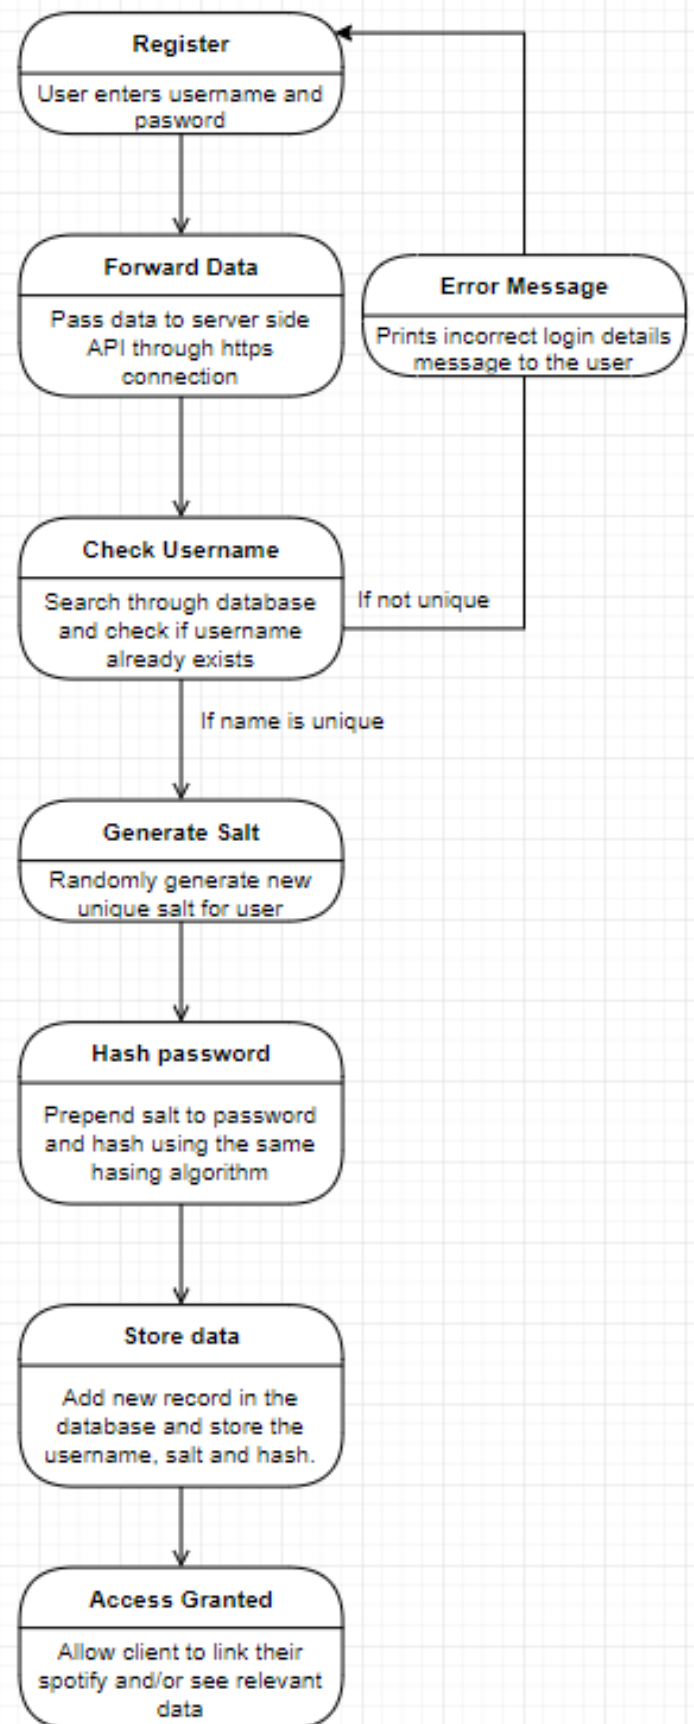 Register
User enters username and
pasword
Forward Data
Pass data to server side
API through https
connection
Error Message
Prints incorrect login details
message to the user
Check Username
Search through database
and check if username
already exists
If not unique
If name is unique
Generate Salt
Randomly generate new
unique salt for user
Hash password
Prepend salt to password
and hash using the same
hasing algorithm
Store data
Add new record in the
database and store the
username, salt and hash.
Access Granted
Allow client to link their
spotify and/or see relevant
data